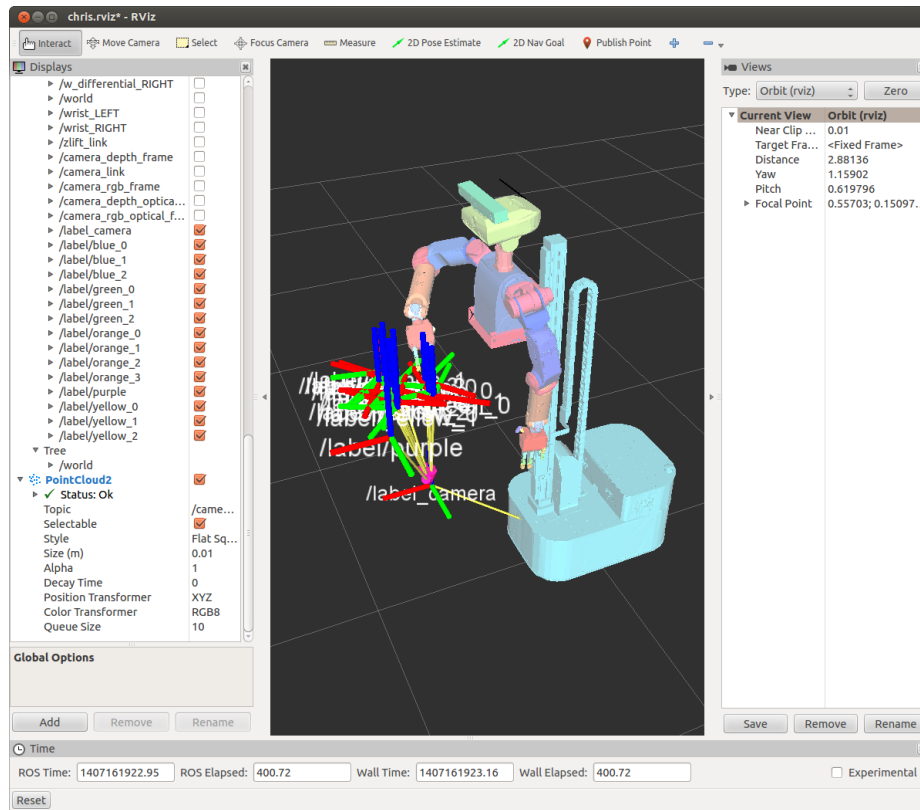 chris.rviz* - RViz
Interact Move Camera Select Focus Camera Measure 2D Pose Estimate 2D Nav Goal Publish Point
Displays
/w_differential_RIGHT
/world
/wrist_LEFT
/wrist_RIGHT
/zlift_link
/camera_depth_frame
/camera_link
/camera_rgb_frame
/camera_depth_optica...
/camera_rgb_optical_f...
/label_camera
/label/blue_0
/label/blue_1
/label/blue_2
/label/green_0
/label/green_1
/label/green_2
/label/orange_0
/label/orange_1
/label/orange_2
/label/orange_3
/label/purple
/label/yellow_0
/label/yellow_1
/label/yellow_2
Tree
/world
PointCloud2
Status: Ok
Topic /came...
Selectable
Style Flat Sq...
Size (m) 0.01
Alpha 1
Decay Time 0
Position Transformer XYZ
Color Transformer RGB8
Queue Size 10
Global Options
Add Remove Rename
/label/purple
/label_camera
Views
Type: Orbit (rviz) Zero
Current View Orbit (rviz)
Near Clip ... 0.01
Target Fra... <Fixed Frame>
Distance 2.88136
Yaw 1.15902
Pitch 0.619796
Focal Point 0.55703; 0.15097...
Save Remove Rename
Time
ROS Time: 1407161922.95 ROS Elapsed: 400.72 Wall Time: 1407161923.16 Wall Elapsed: 400.72 Experimental
Reset